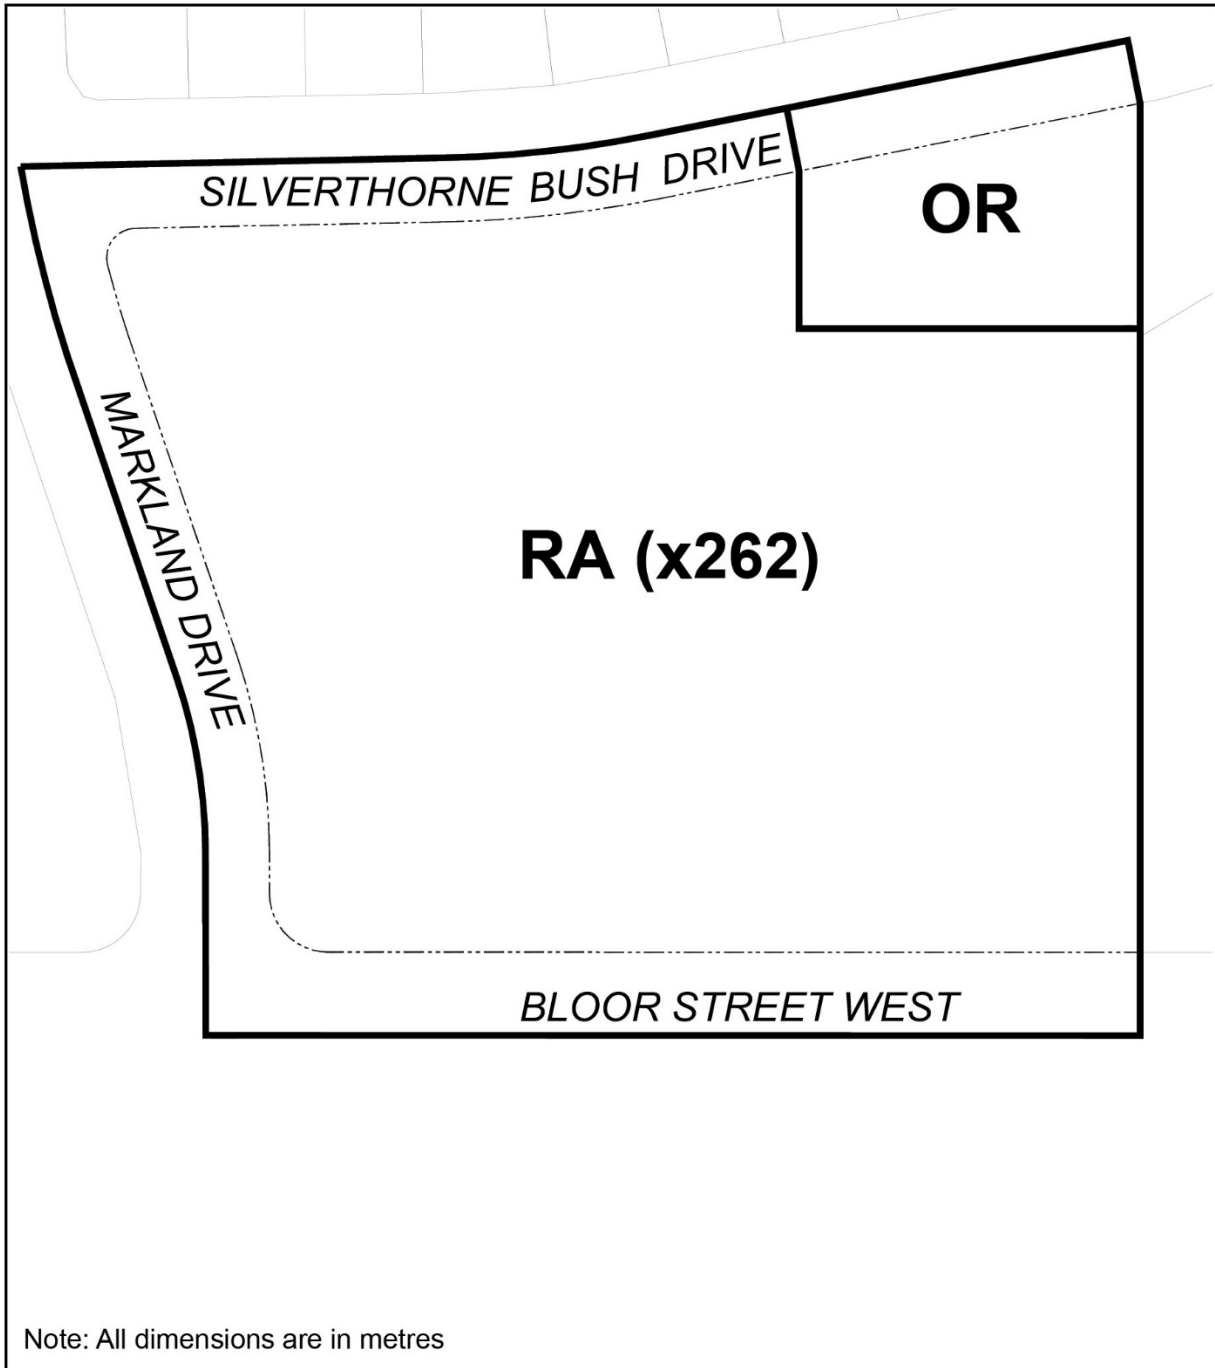 SILVERTHORNE BUSH DRIVE
OR
MARKLAND DRIVE
RA (x262)
BLOOR STREET WEST
Note: All dimensions are in metres